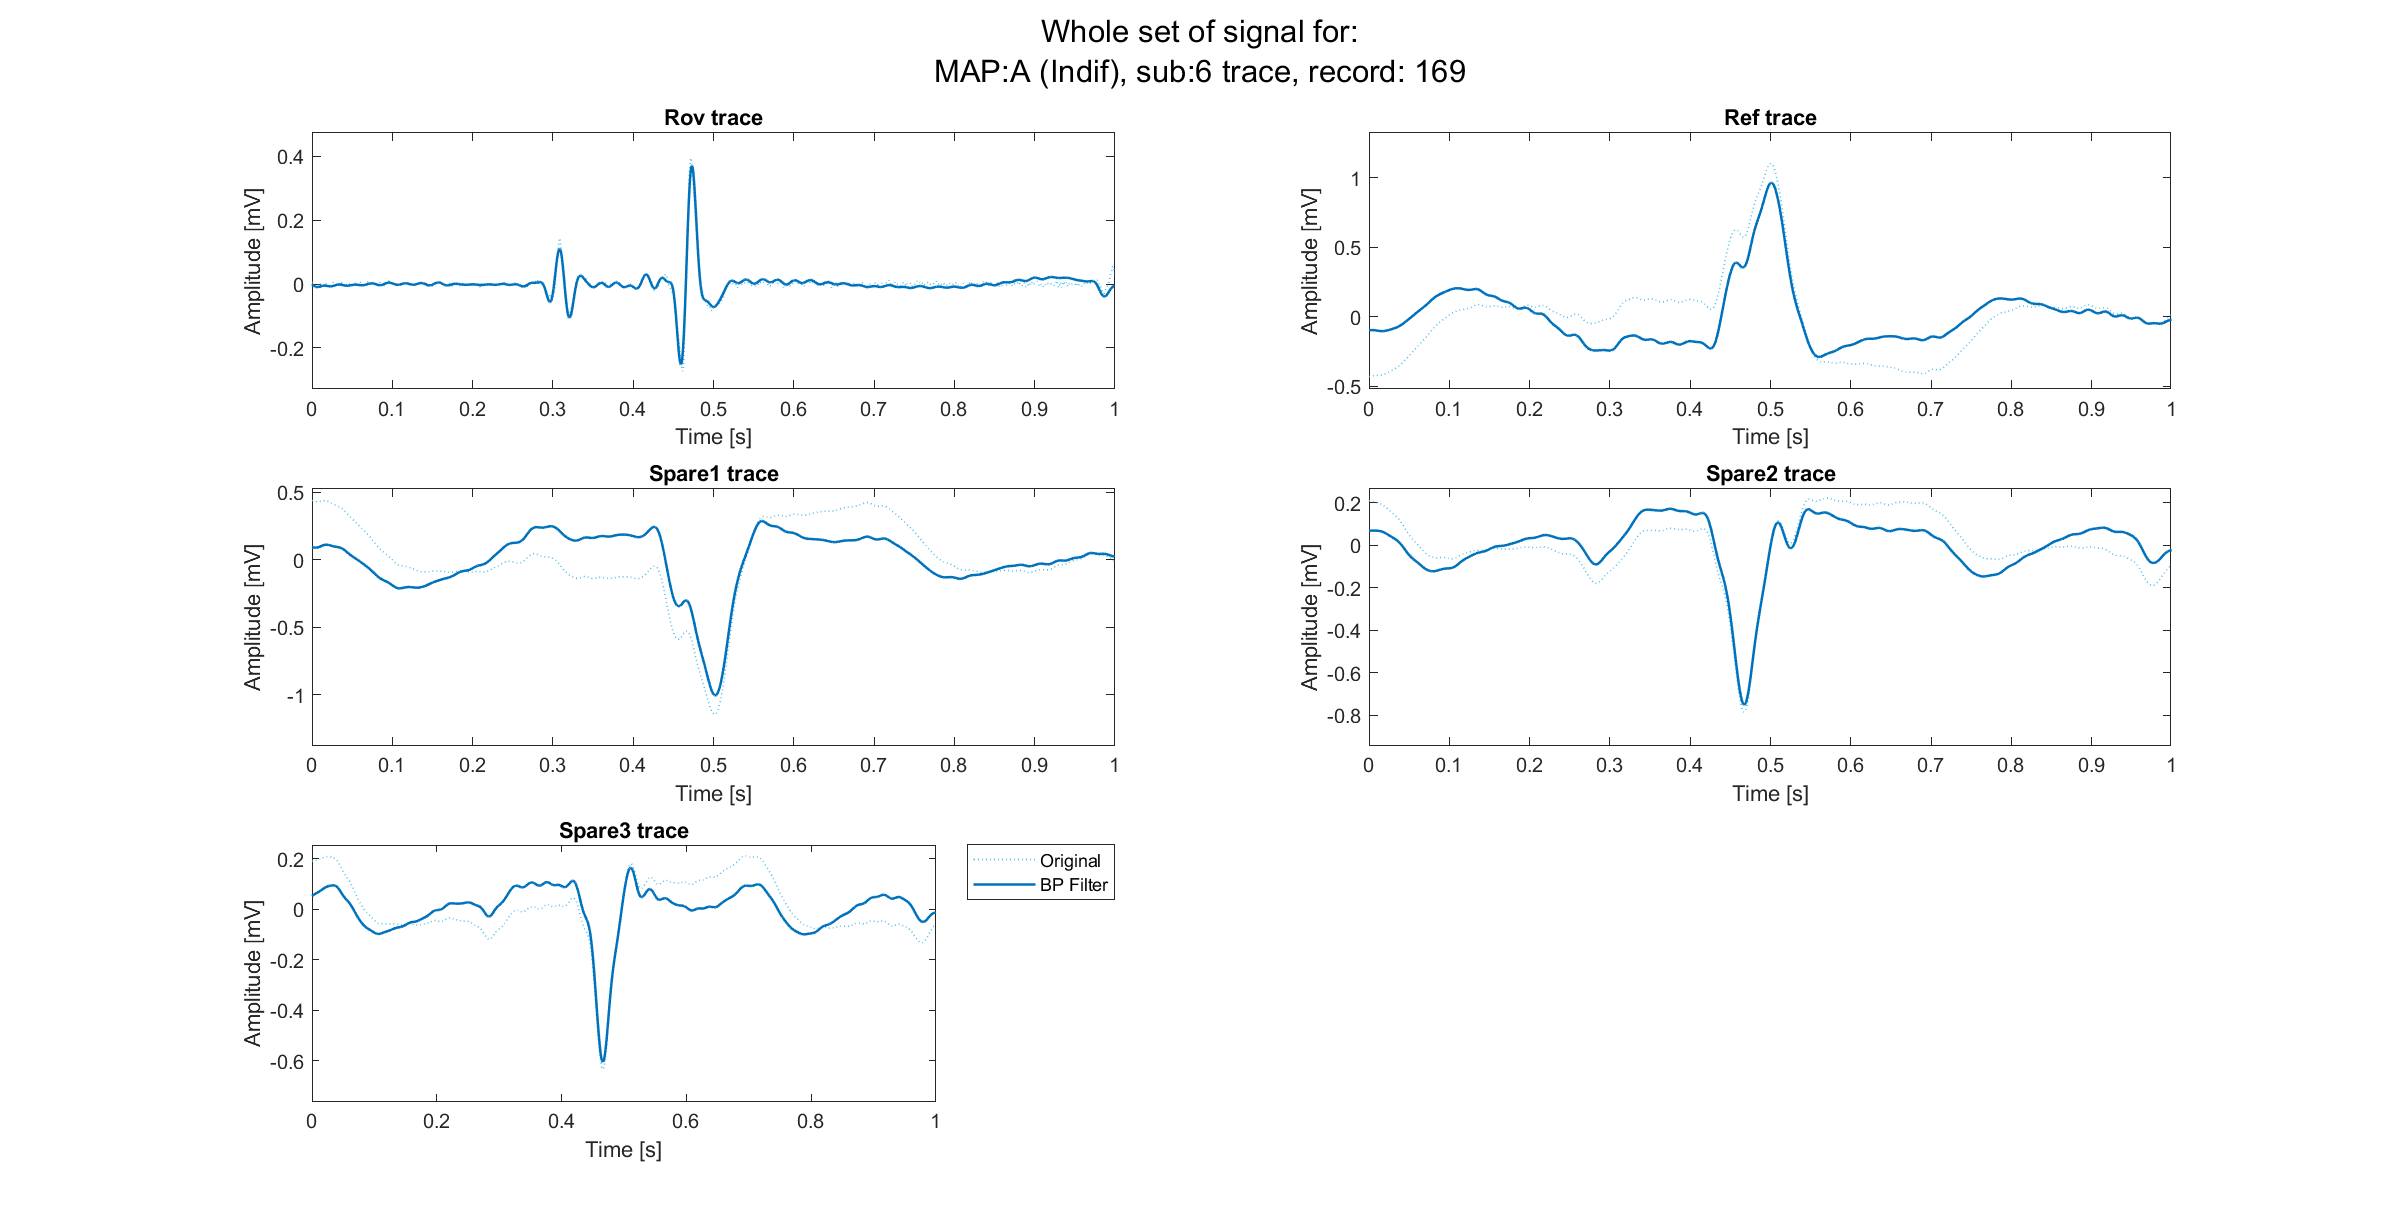 Whole set of signal for:
MAP:A (Indif), sub:6 trace, record: 169
Rov trace
0.4
0.2
0
-0.2
Amplitude [mV]
0 0.1 0.2 0.3 0.4 0.5 0.6 0.7 0.8 0.9 1
Time [s]
Ref trace
1
0.5
0
-0.5
Amplitude [mV]
0 0.1 0.2 0.3 0.4 0.5 0.6 0.7 0.8 0.9 1
Time [s]
Spare1 trace
0.5
0
-0.5
-1
Amplitude [mV]
0 0.1 0.2 0.3 0.4 0.5 0.6 0.7 0.8 0.9 1
Time [s]
Spare2 trace
0.2
0
-0.2
-0.4
-0.6
-0.8
Amplitude [mV]
0 0.1 0.2 0.3 0.4 0.5 0.6 0.7 0.8 0.9 1
Time [s]
Spare3 trace
0.2
0
-0.2
-0.4
-0.6
Amplitude [mV]
0 0.2 0.4 0.6 0.8 1
Time [s]
Original
BP Filter